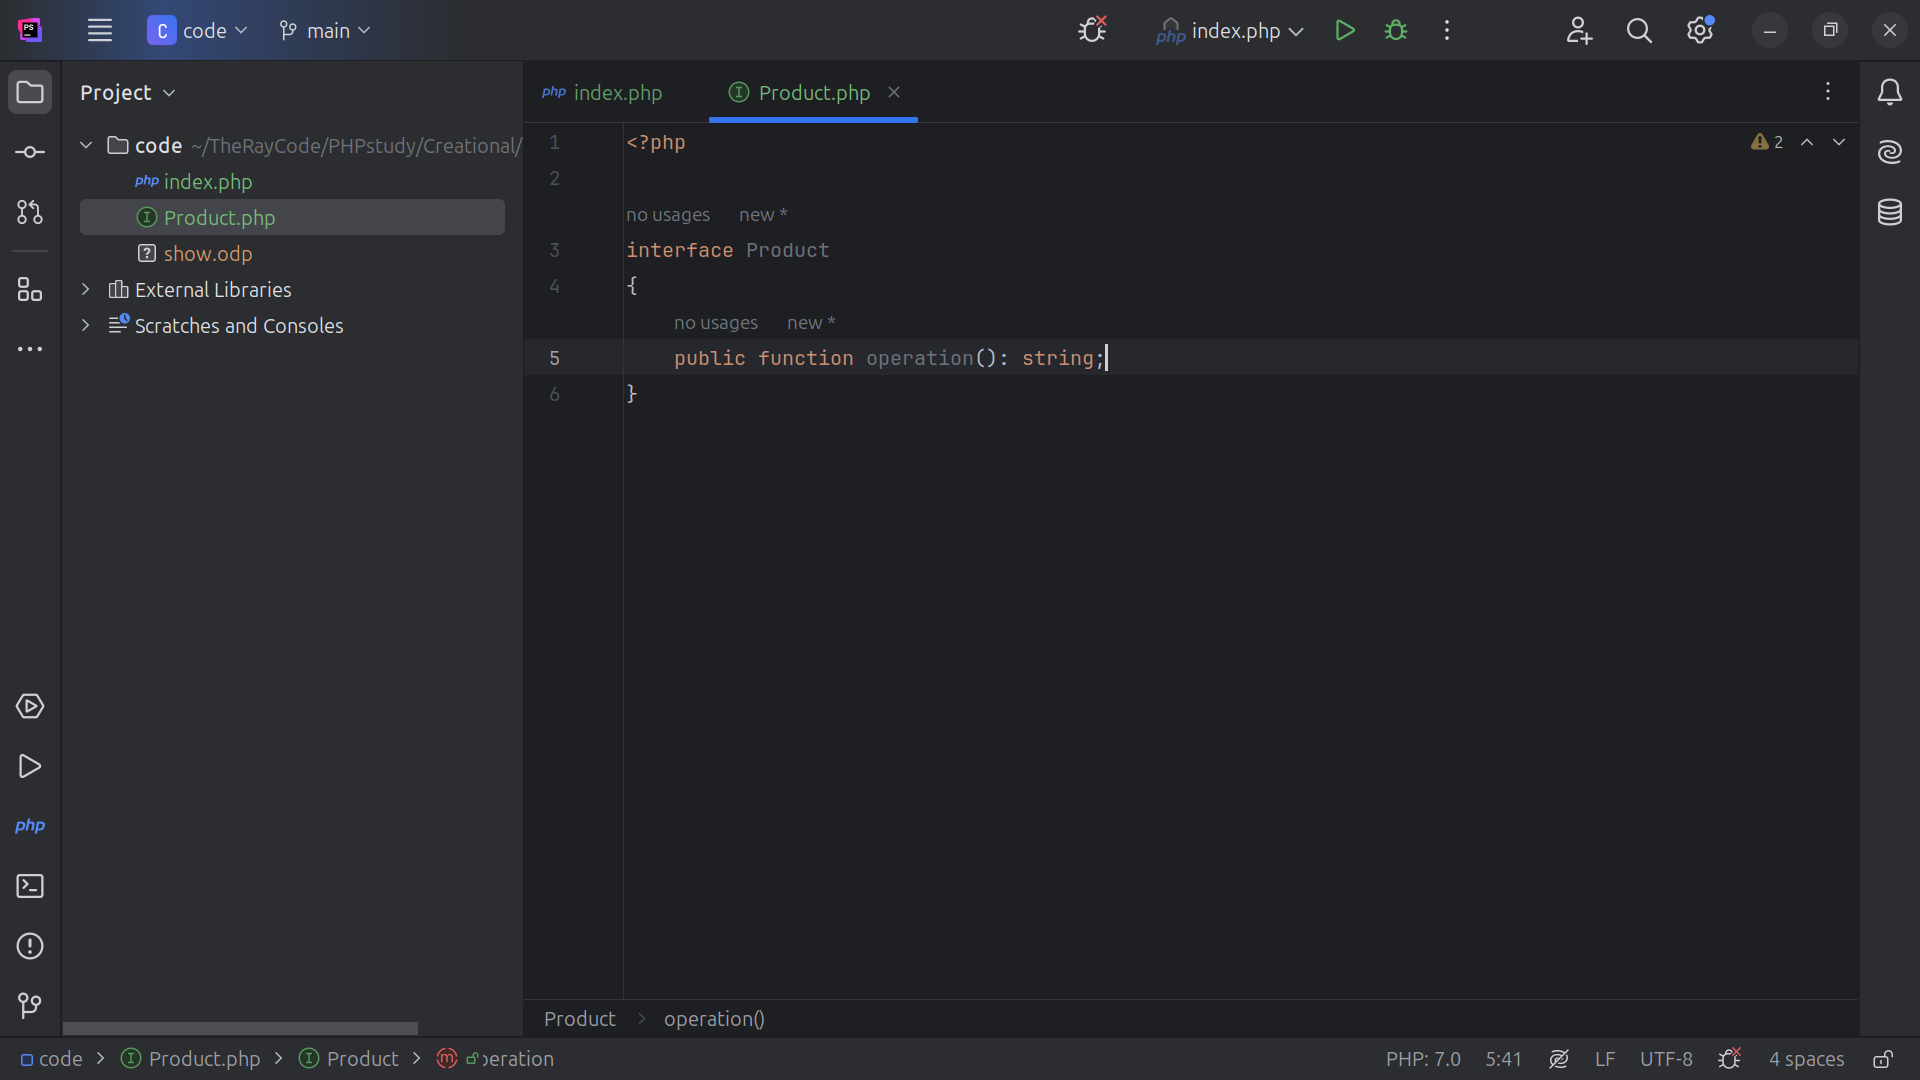 PS
C code main
php index.php
Project
php index.php
Product.php
code ~/TheRayCode/PHPstudy/Creational/
php index.php
Product.php
show.odp
External Libraries
Scratches and Consoles
php
1 <?php
2
no usages new *
3 interface Product
4 {
no usages new *
5 public function operation(): string;
6 }
2
Product > operation()
code > Product.php > Product > peration
PHP: 7.0 5:41 LF UTF-8 4 spaces